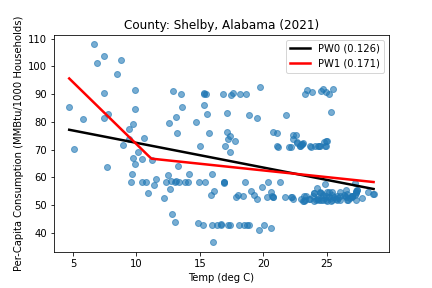 County: Shelby, Alabama (2021)
PW0 (0.126)
PW1 (0.171)
Per-Capita Consumption (MMBtu/1000 Households)
110
100
90
80
70
60
50
40
5 10 15 20 25
Temp (deg C)